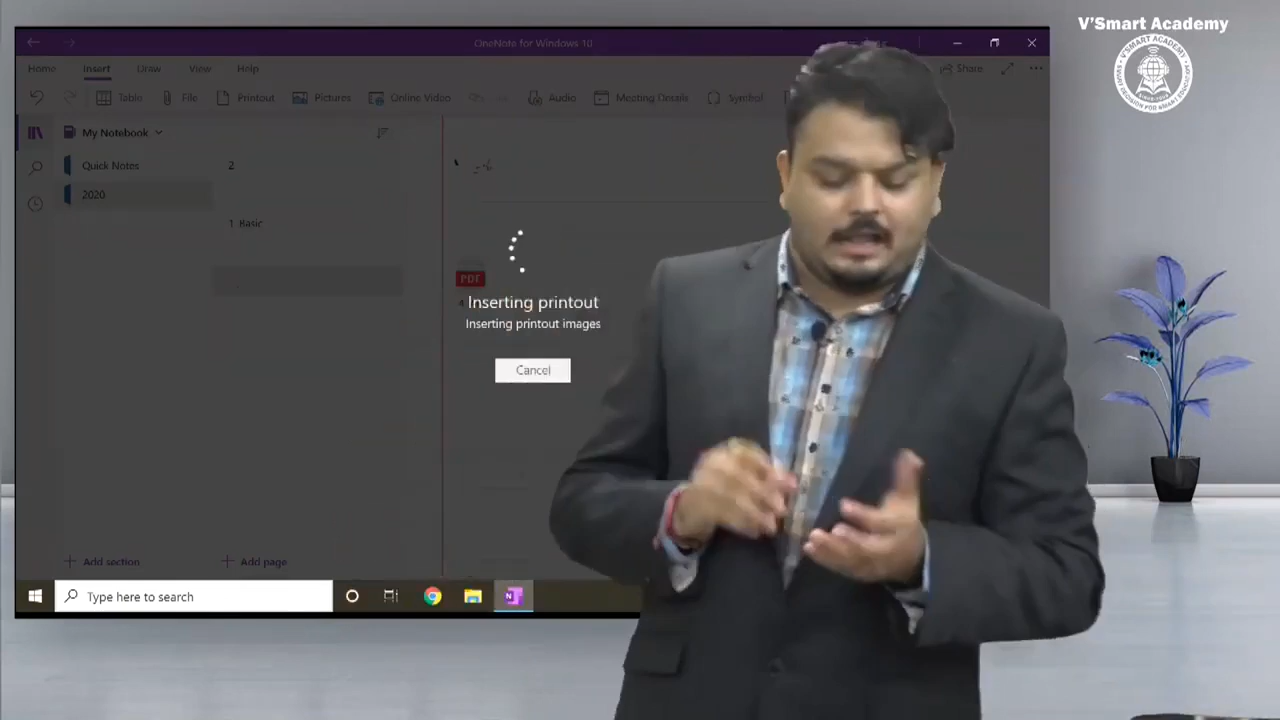 V'Smart Academy
OneNote for Windows 10
Home Insert Draw View Help
Share
Table File Printout Pictures Online Video Audio Meeting Details Symbol
My Notebook
Quick Notes
2
2020
1 Basic
PDF
Inserting printout
Inserting printout images
Cancel
Add section
Add page
Type here to search